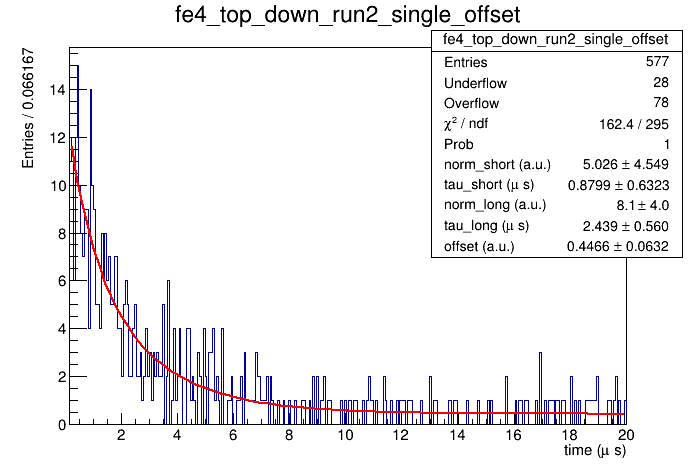 fe4_top_down_run2_single_offset
fe4_top_down_run2_single_offset
Entries 577
Underflow 28
Overflow 78
χ² / ndf 162.4 / 295
Prob 1
norm_short (a.u.) 5.026 ± 4.549
tau_short (μ s) 0.8799 ± 0.6323
norm_long (a.u.) 8.1 ± 4.0
tau_long (μ s) 2.439 ± 0.560
offset (a.u.) 0.4466 ± 0.0632
Entries / 0.066167
14
12
10
8
6
4
2
0
2 4 6 8 10 12 14 16 18 20
time (μ s)